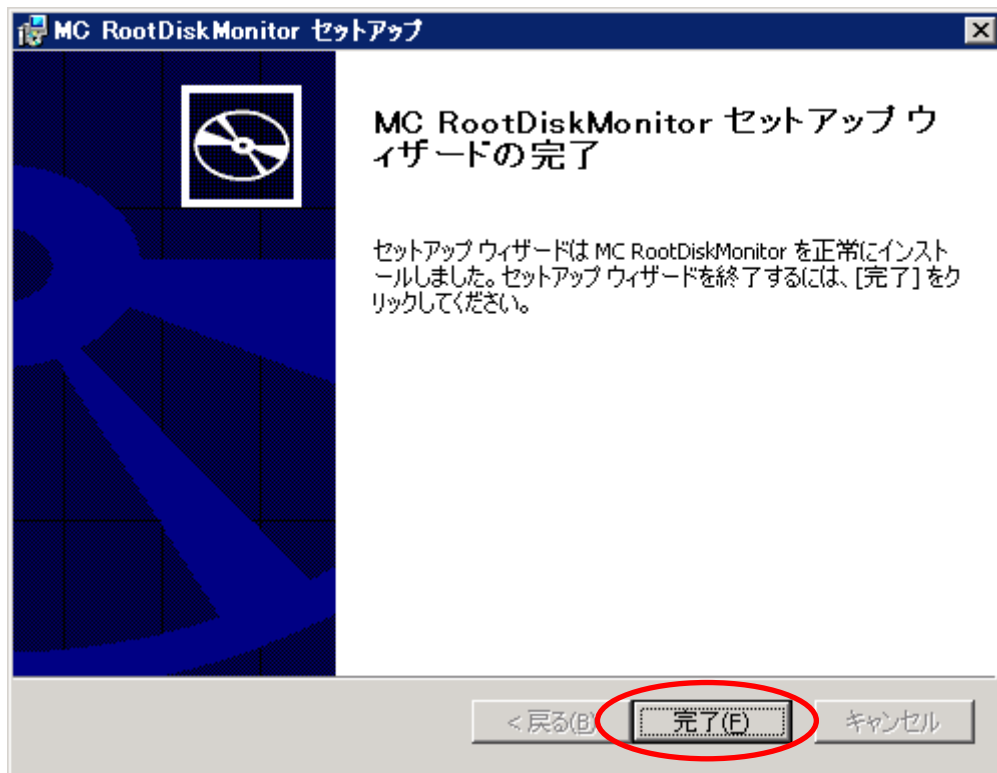 MC RootDiskMonitor セットアップ
MC RootDiskMonitor セットアップ ウ
ィザードの完了
セットアップ ウィザードは MC RootDiskMonitor を正常にインスト
ールしました。セットアップ ウィザードを終了するには、[完了] をク
リックしてください。
< 戻る(B) 完了(F) キャンセル